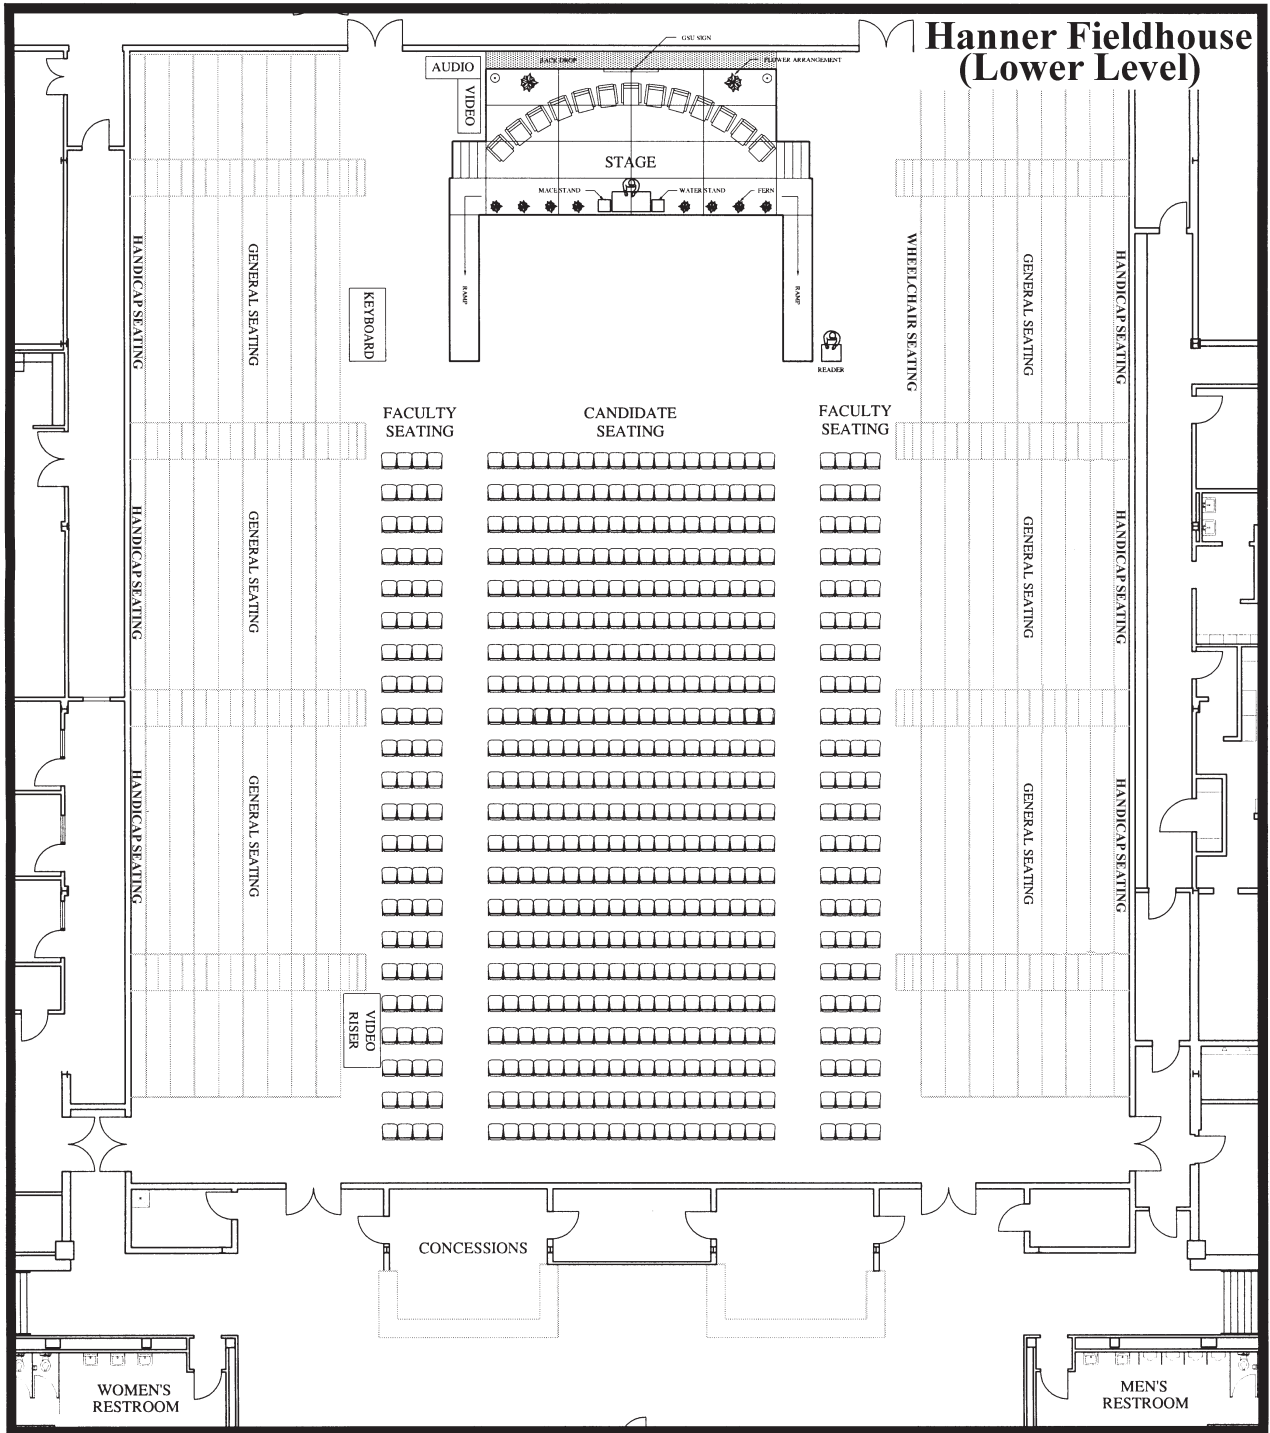 Hanner Fieldhouse
(Lower Level)
GSU SIGN
AUDIO
BACK DROP
FLOWER ARRANGEMENT
VIDEO
STAGE
MACE STAND
WATER STAND
FERN
HANDICAP SEATING
GENERAL SEATING
KEYBOARD
RAMP
RAMP
READER
WHEELCHAIR SEATING
GENERAL SEATING
HANDICAP SEATING
FACULTY
SEATING
CANDIDATE
SEATING
FACULTY
SEATING
HANDICAP SEATING
GENERAL SEATING
GENERAL SEATING
HANDICAP SEATING
HANDICAP SEATING
GENERAL SEATING
GENERAL SEATING
HANDICAP SEATING
VIDEO
RISER
CONCESSIONS
WOMEN'S
RESTROOM
MEN'S
RESTROOM